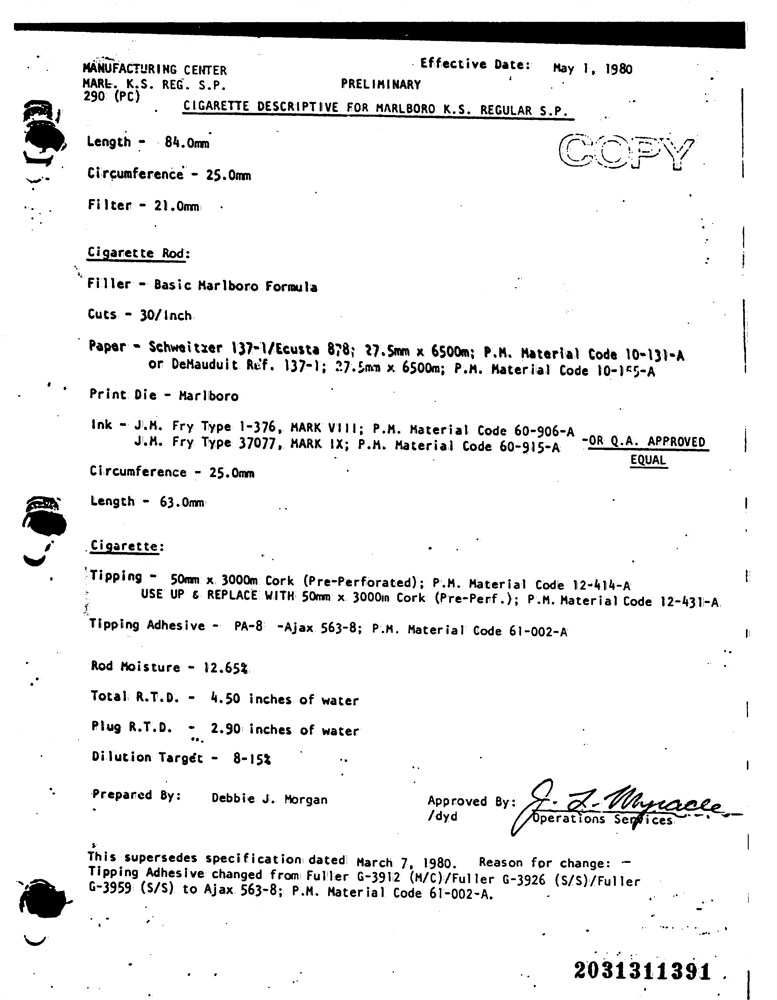 MANUFACTURING CENTER
Effective Date: May 1, 1980
MARL. K.S. REG. S.P.
PRELIMINARY
290 (PC)
CIGARETTE DESCRIPTIVE FOR MARLBORO K.S. REGULAR S.P.
COPY
Length - 84.0mm
Circumference - 25.0mm
Filter - 21.0mm
Cigarette Rod:
Filler - Basic Marlboro Formula
Cuts - 30/Inch
Paper - Schweitzer 137-1/Ecusta 878; 27.5mm x 6500m; P.M. Material Code 10-131-A
or DeMauduit Ref. 137-1; 27.5mm x 6500m; P.M. Material Code
Print Die - Marlboro
Ink - J.M. Fry Type 1-376, MARK VIII; P.M. Material Code 60-906-A
J.M. Fry Type 37077, MARK IX; P.M. Material Code 60-915-A
-OR Q.A. APPROVED
EQUAL
Circumference - 25.0mm
Length - 63.0mm
Cigarette:
Tipping - 50mm x 3000m Cork (Pre-Perforated); P.M. Material Code 12-414-A
USE UP & REPLACE WITH 50mm x 3000m Cork (Pre-Perf.); P.M. Material Code 12-431-A
Tipping Adhesive - PA-8 -Ajax 563-8; P.M. Material Code 61-002-A
Rod Moisture - 12.65%
Total R.T.D. - 4.50 inches of water
Plug R.T.D. - 2.90 inches of water
Dilution Target - 8-15%
Prepared By: Debbie J. Morgan
Approved By: J. L. Myracle
/dyd
Operations Services
This supersedes specification dated March 7, 1980. Reason for change: -
Tipping Adhesive changed from Fuller G-3912 (M/C)/Fuller G-3926 (S/S)/Fuller
G-3959 (S/S) to Ajax 563-8; P.M. Material Code 61-002-A.
2031311391